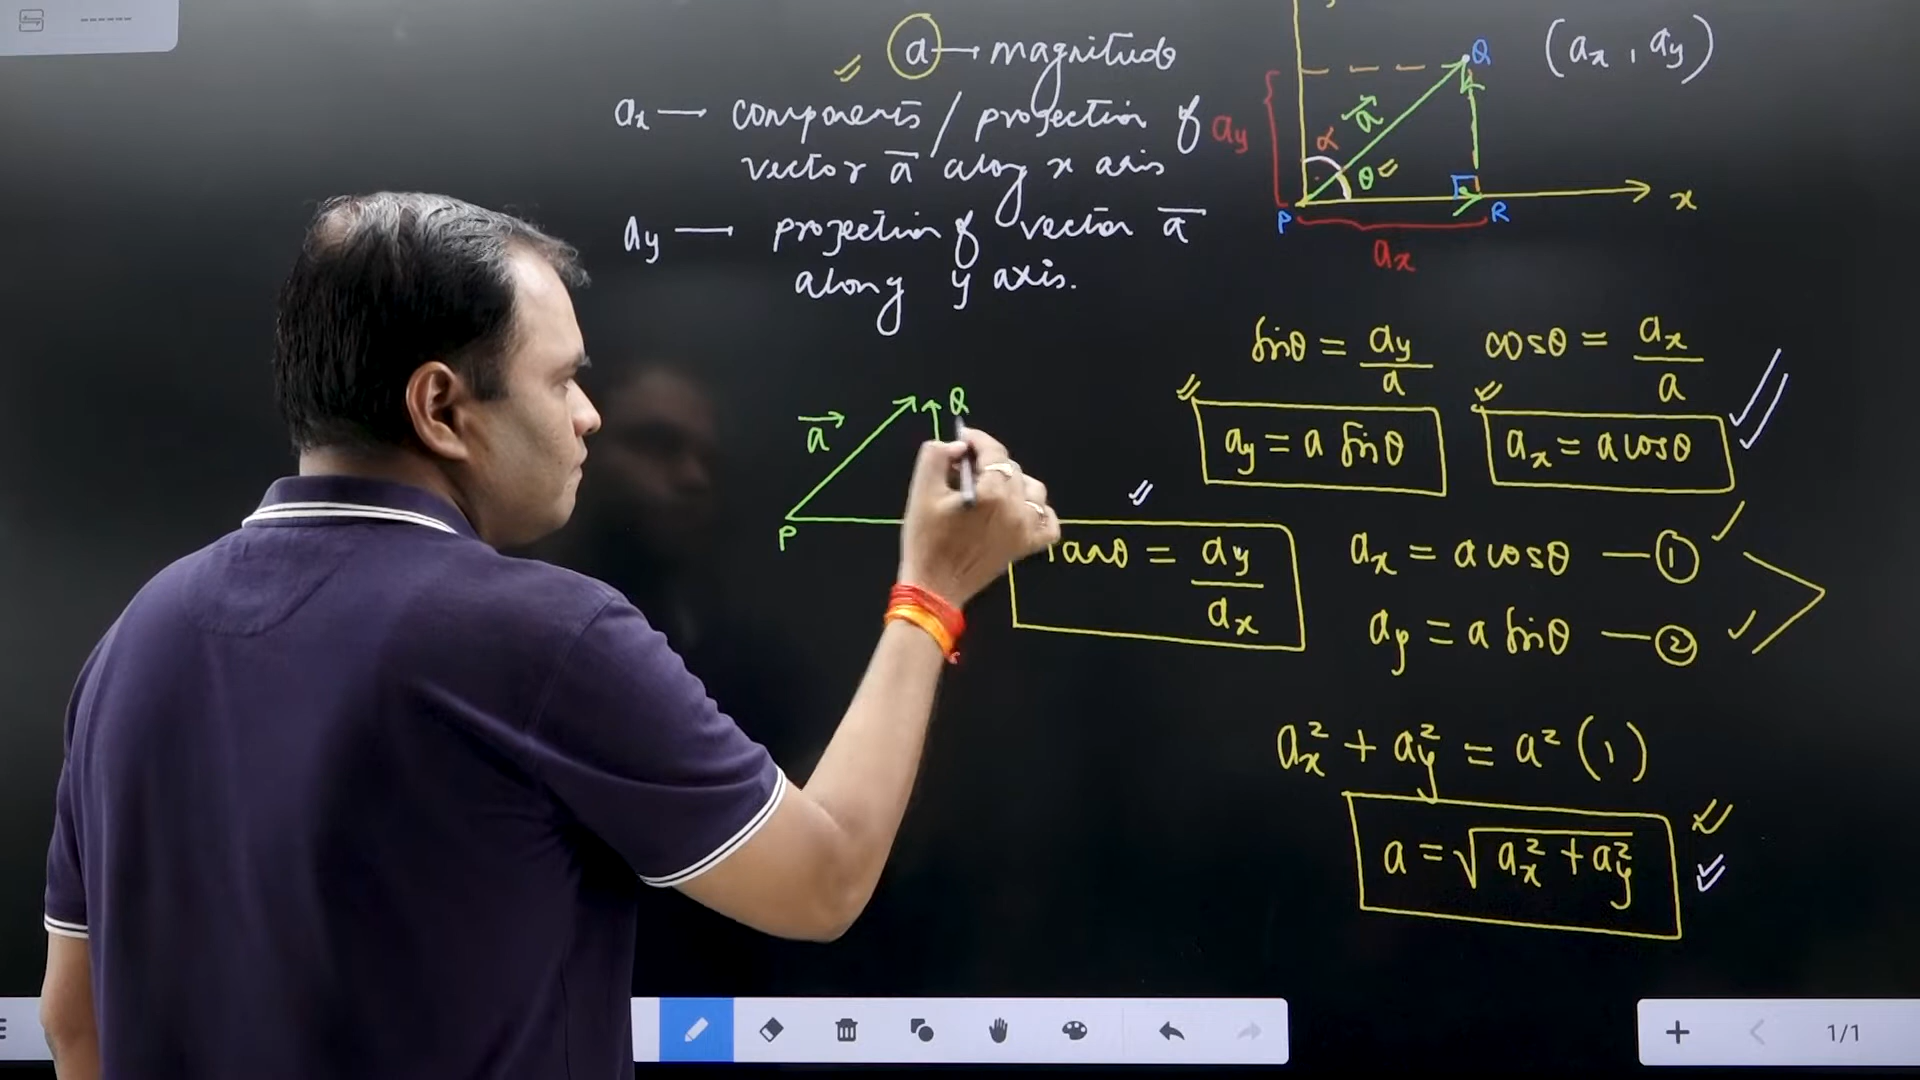 a → magnitude
ax — components / projection of
vector a̅ along x axis
ay — projection of vector a̅
along y axis.
Q (ax , ay)
ay α a⃗
θ
P R x
ax
sinθ = ay/a cosθ = ax/a
ay = a sinθ ax = a cosθ
a⃗ Q
P
tanθ = ay/ax
ax = a cosθ — ①
ay = a sinθ — ②
ax² + ay² = a² (1)
a = √(ax² + ay²)
1/1